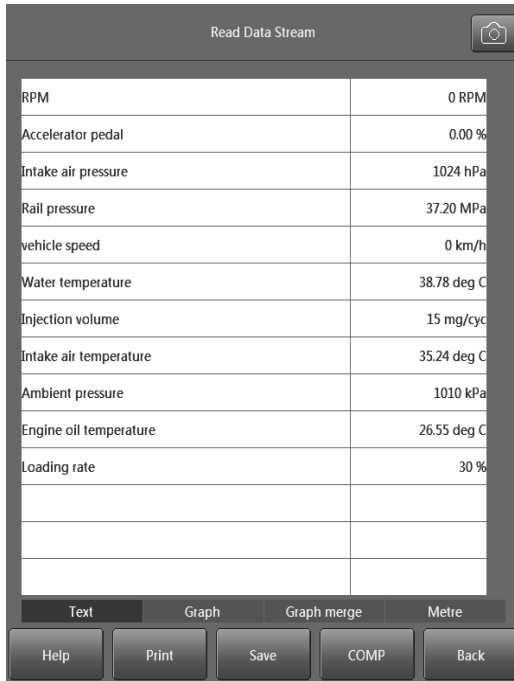 Read Data Stream
RPM 0 RPM
Accelerator pedal 0.00 %
Intake air pressure 1024 hPa
Rail pressure 37.20 MPa
vehicle speed 0 km/h
Water temperature 38.78 deg C
Injection volume 15 mg/cyc
Intake air temperature 35.24 deg C
Ambient pressure 1010 kPa
Engine oil temperature 26.55 deg C
Loading rate 30 %
Text Graph Graph merge Metre
Help Print Save COMP Back